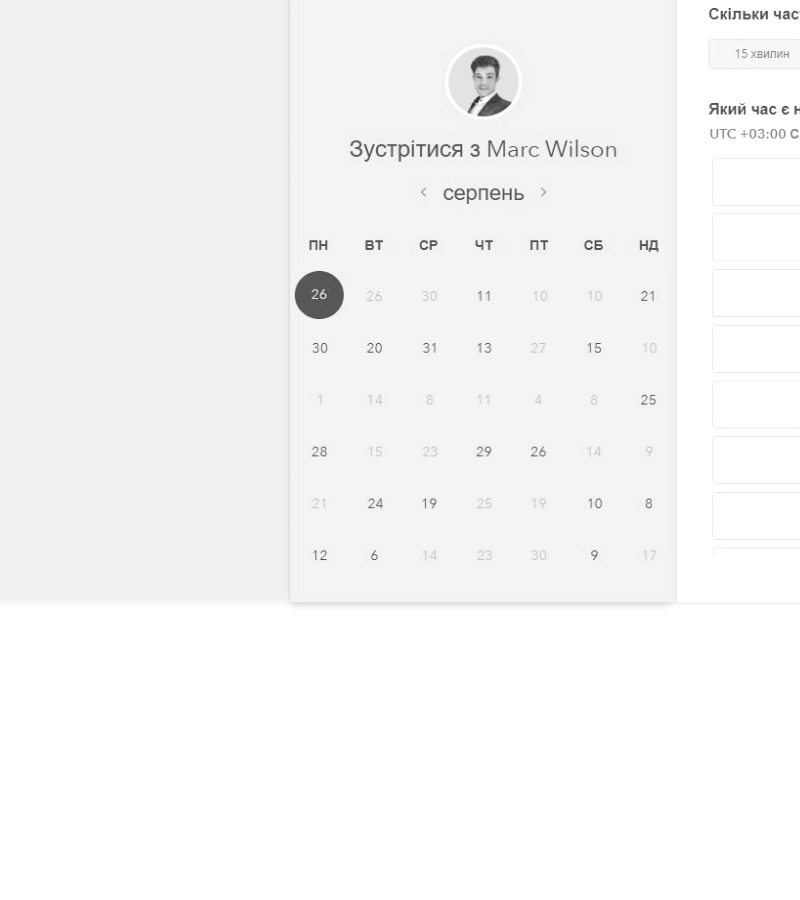 Скільки час
15 хвилин
Який час є н
UTC +03:00 С
Зустрітися з Marc Wilson
серпень
ПН ВТ СР ЧТ ПТ СБ НД
26 26 30 11 10 10 21
30 20 31 13 27 15 10
1 14 8 11 4 8 25
28 15 23 29 26 14 9
21 24 19 25 19 10 8
12 6 14 23 30 9 17